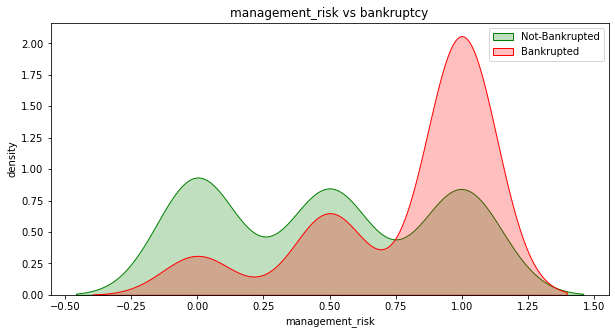 management_risk vs bankruptcy
Not-Bankrupted
Bankrupted
density
2.00
1.75
1.50
1.25
1.00
0.75
0.50
0.25
0.00
−0.50 −0.25 0.00 0.25 0.50 0.75 1.00 1.25 1.50
management_risk